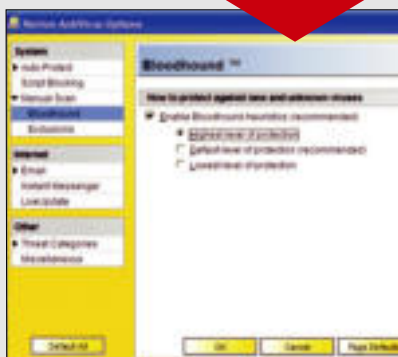 Norton AntiVirus Options
System
Auto-Protect
Script Blocking
Manual Scan
Bloodhound
Exclusions
Internet
Email
Instant Messenger
LiveUpdate
Other
Threat Categories
Miscellaneous
Default All
Bloodhound ™
How to protect against new and unknown viruses
Enable Bloodhound heuristics (recommended)
Highest level of protection
Default level of protection (recommended)
Lowest level of protection
OK
Cancel
Page Defaults